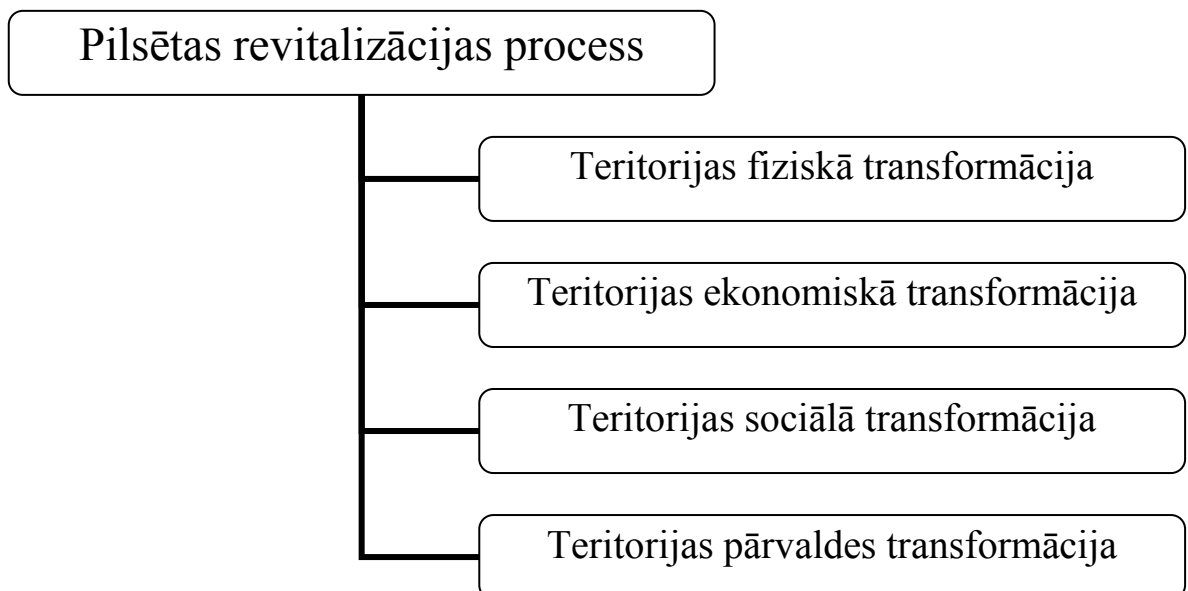 Pilsētas revitalizācijas process
Teritorijas fiziskā transformācija
Teritorijas ekonomiskā transformācija
Teritorijas sociālā transformācija
Teritorijas pārvaldes transformācija